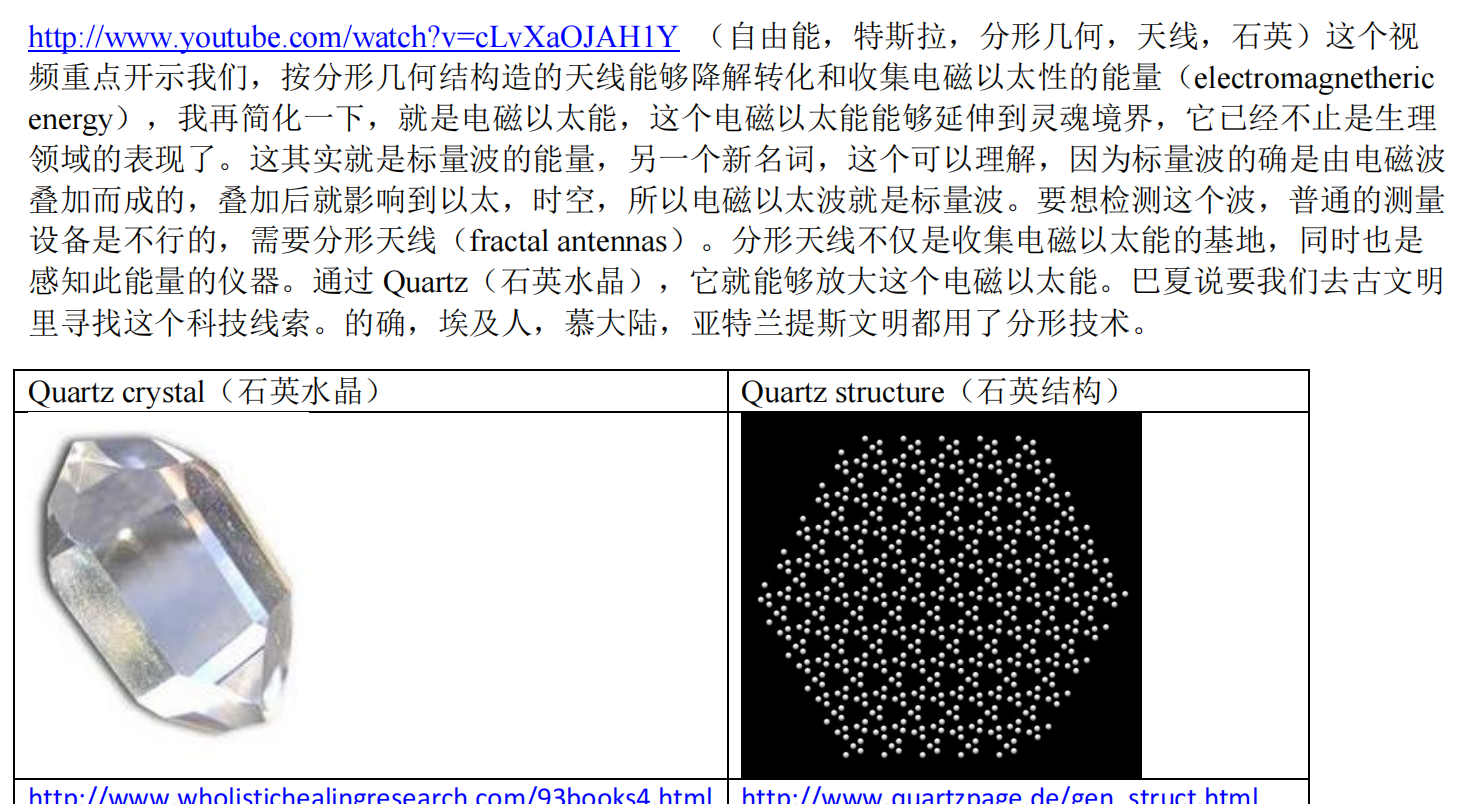 http://www.youtube.com/watch?v=cLvXaOJAH1Y （自由能，特斯拉，分形几何，天线，石英）这个视
频重点开示我们，按分形几何结构造的天线能够降解转化和收集电磁以太性的能量（electromagnetheric
energy），我再简化一下，就是电磁以太能，这个电磁以太能能够延伸到灵魂境界，它已经不止是生理
领域的表现了。这其实就是标量波的能量，另一个新名词，这个可以理解，因为标量波的确是由电磁波
叠加而成的，叠加后就影响到以太，时空，所以电磁以太波就是标量波。要想检测这个波，普通的测量
设备是不行的，需要分形天线（fractal antennas）。分形天线不仅是收集电磁以太能的基地，同时也是
感知此能量的仪器。通过 Quartz（石英水晶），它就能够放大这个电磁以太能。巴夏说要我们去古文明
里寻找这个科技线索。的确，埃及人，慕大陆，亚特兰提斯文明都用了分形技术。
Quartz crystal（石英水晶）
Quartz structure（石英结构）
http://www.wholistichealingresearch.com/93books4.html
http://www.quartzpage.de/gen_struct.html